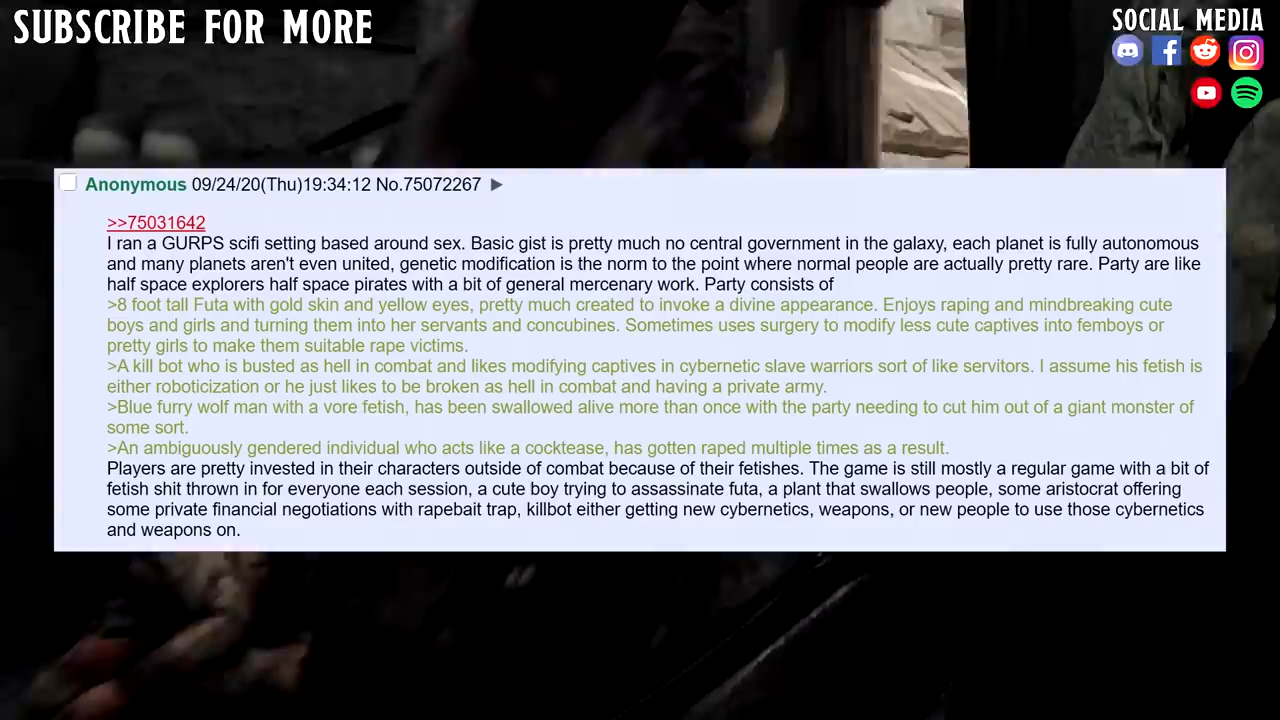 SUBSCRIBE FOR MORE
SOCIAL MEDIA
Anonymous 09/24/20(Thu)19:34:12 No.75072267 ▶
>>75031642
I ran a GURPS scifi setting based around sex. Basic gist is pretty much no central government in the galaxy, each planet is fully autonomous
and many planets aren't even united, genetic modification is the norm to the point where normal people are actually pretty rare. Party are like
half space explorers half space pirates with a bit of general mercenary work. Party consists of
>8 foot tall Futa with gold skin and yellow eyes, pretty much created to invoke a divine appearance. Enjoys raping and mindbreaking cute
boys and girls and turning them into her servants and concubines. Sometimes uses surgery to modify less cute captives into femboys or
pretty girls to make them suitable rape victims.
>A kill bot who is busted as hell in combat and likes modifying captives in cybernetic slave warriors sort of like servitors. I assume his fetish is
either roboticization or he just likes to be broken as hell in combat and having a private army.
>Blue furry wolf man with a vore fetish, has been swallowed alive more than once with the party needing to cut him out of a giant monster of
some sort.
>An ambiguously gendered individual who acts like a cocktease, has gotten raped multiple times as a result.
Players are pretty invested in their characters outside of combat because of their fetishes. The game is still mostly a regular game with a bit of
fetish shit thrown in for everyone each session, a cute boy trying to assassinate futa, a plant that swallows people, some aristocrat offering
some private financial negotiations with rapebait trap, killbot either getting new cybernetics, weapons, or new people to use those cybernetics
and weapons on.